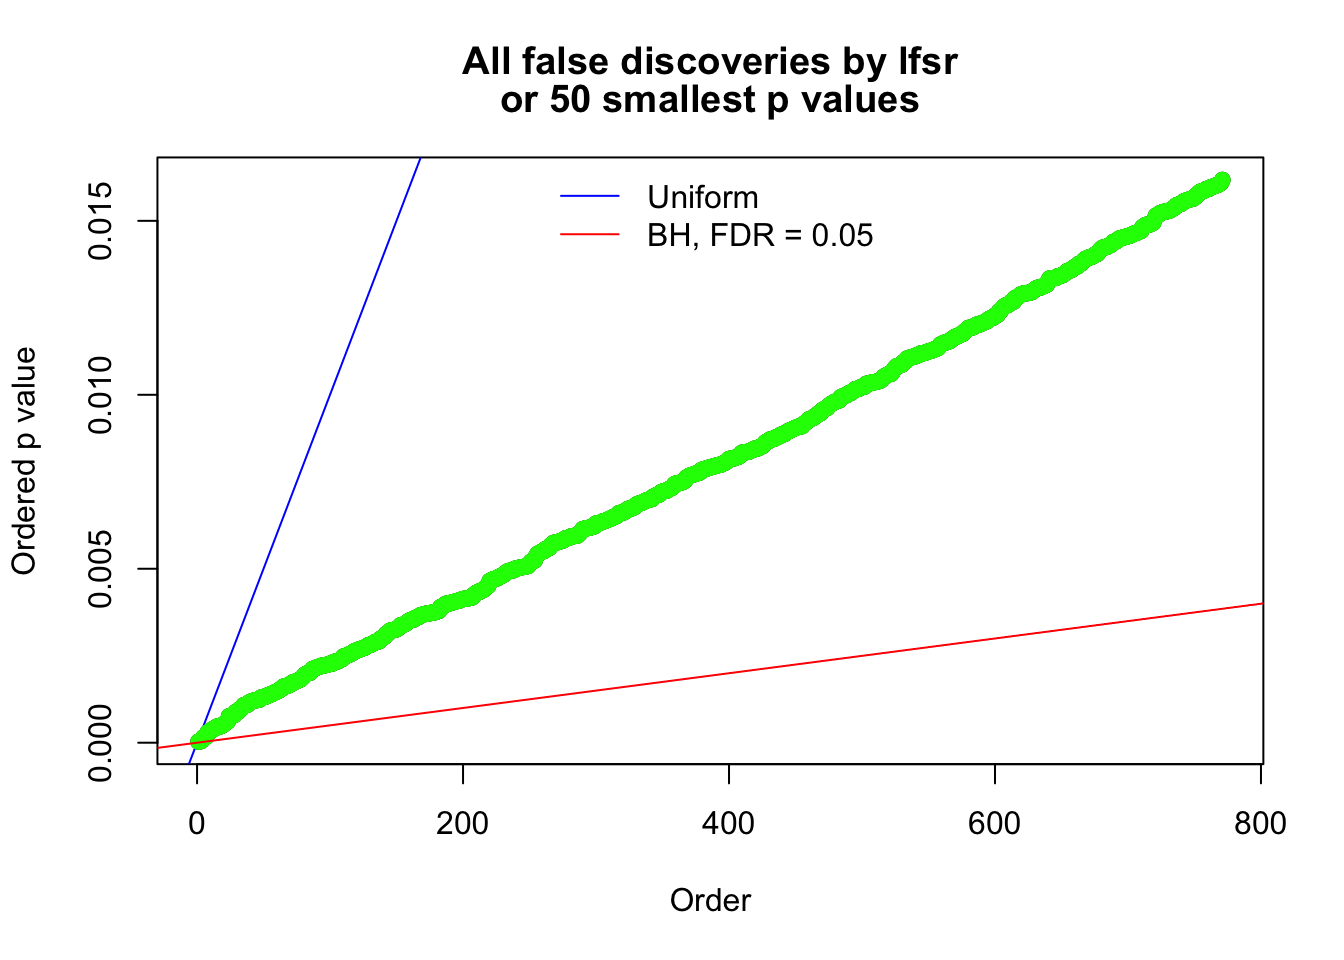 All false discoveries by lfsr
or 50 smallest p values
Uniform
BH, FDR = 0.05
Ordered p value
0.015
0.010
0.005
0.000
0 200 400 600 800
Order